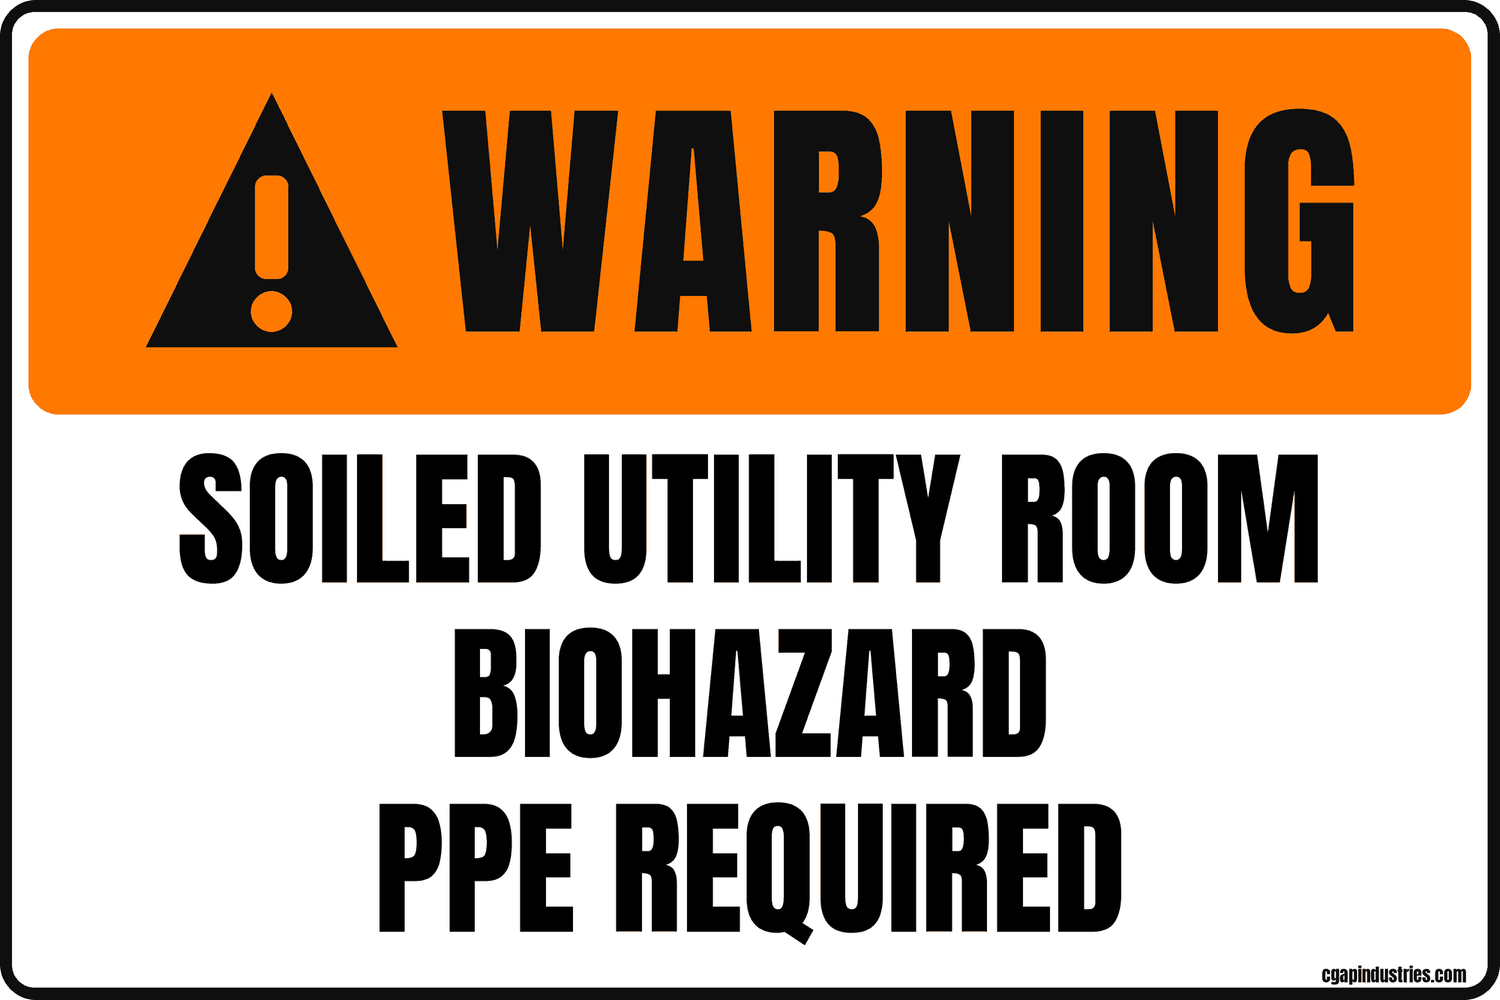 WARNING
SOILED UTILITY ROOM
BIOHAZARD
PPE REQUIRED
cgapindustries.com